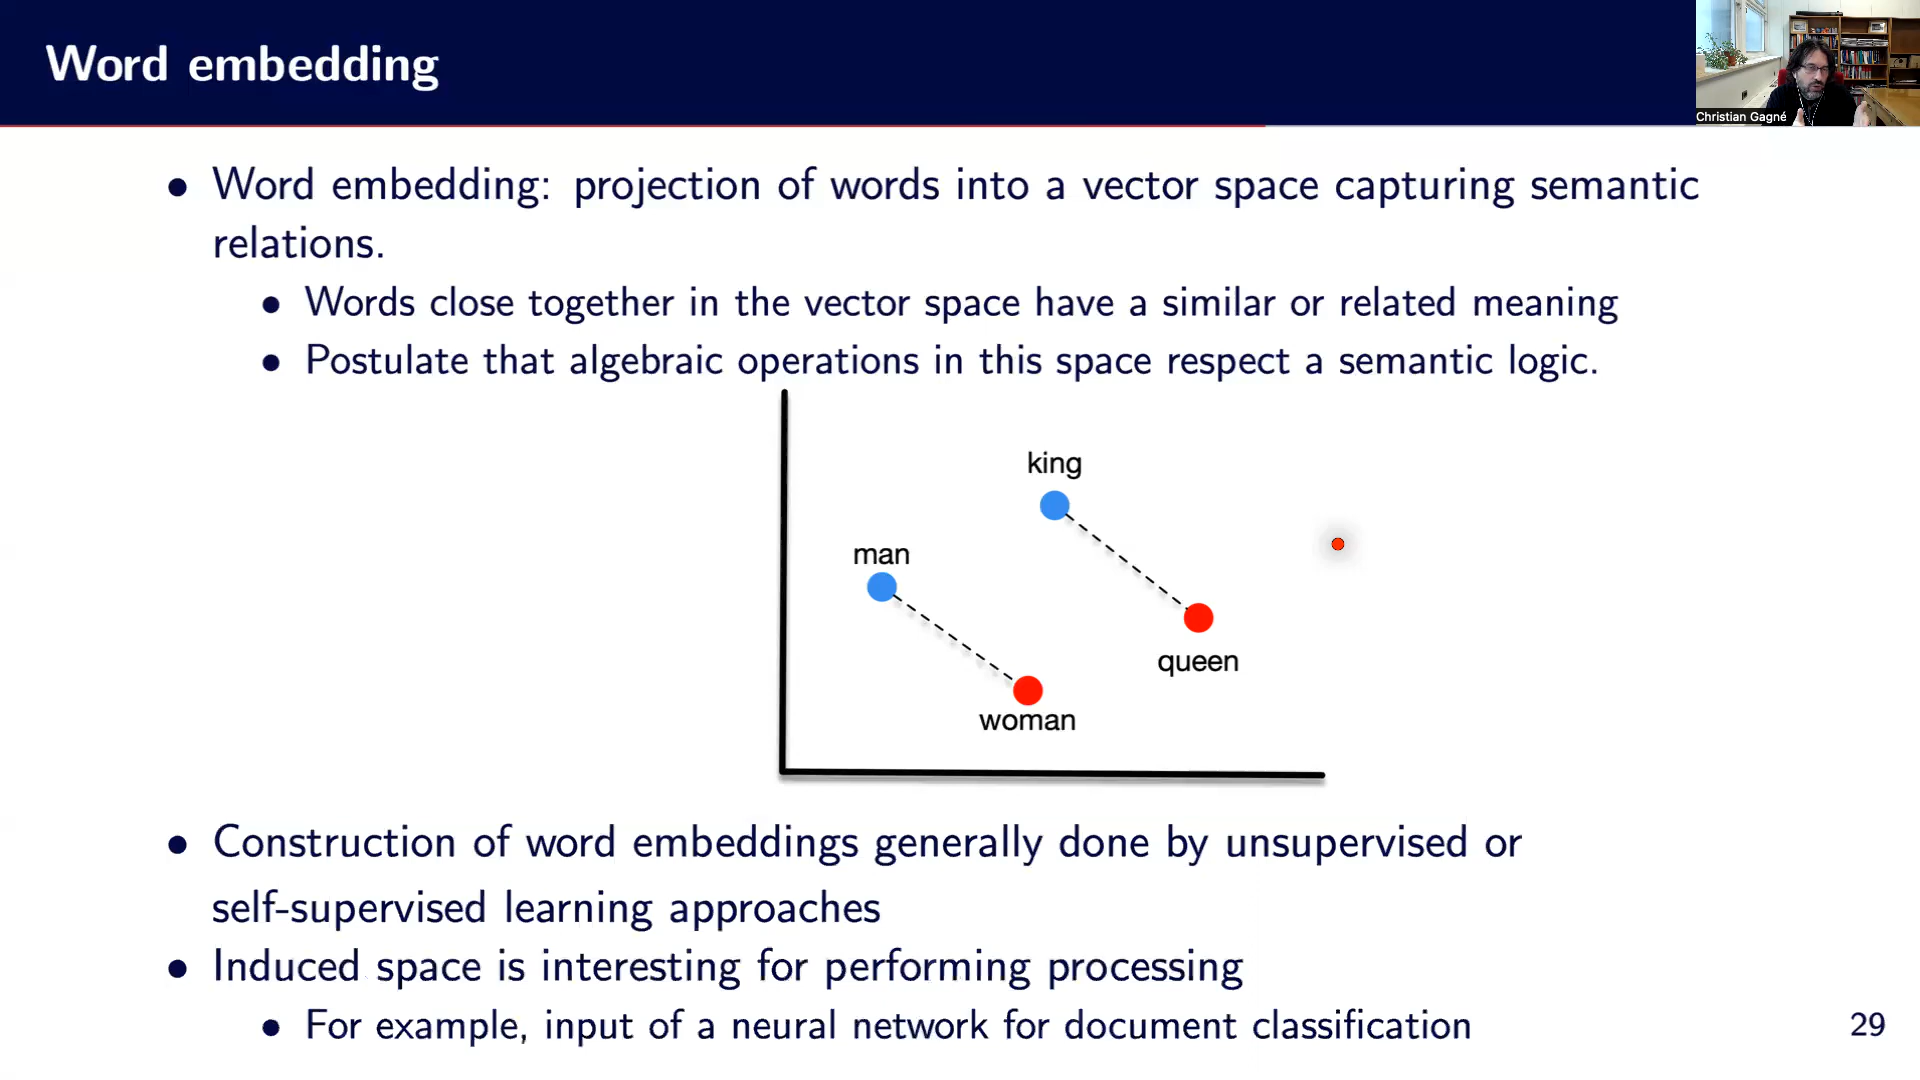 Word embedding
Christian Gagné
• Word embedding: projection of words into a vector space capturing semantic
relations.
• Words close together in the vector space have a similar or related meaning
• Postulate that algebraic operations in this space respect a semantic logic.
king
man
queen
woman
• Construction of word embeddings generally done by unsupervised or
self-supervised learning approaches
• Induced space is interesting for performing processing
• For example, input of a neural network for document classification
29